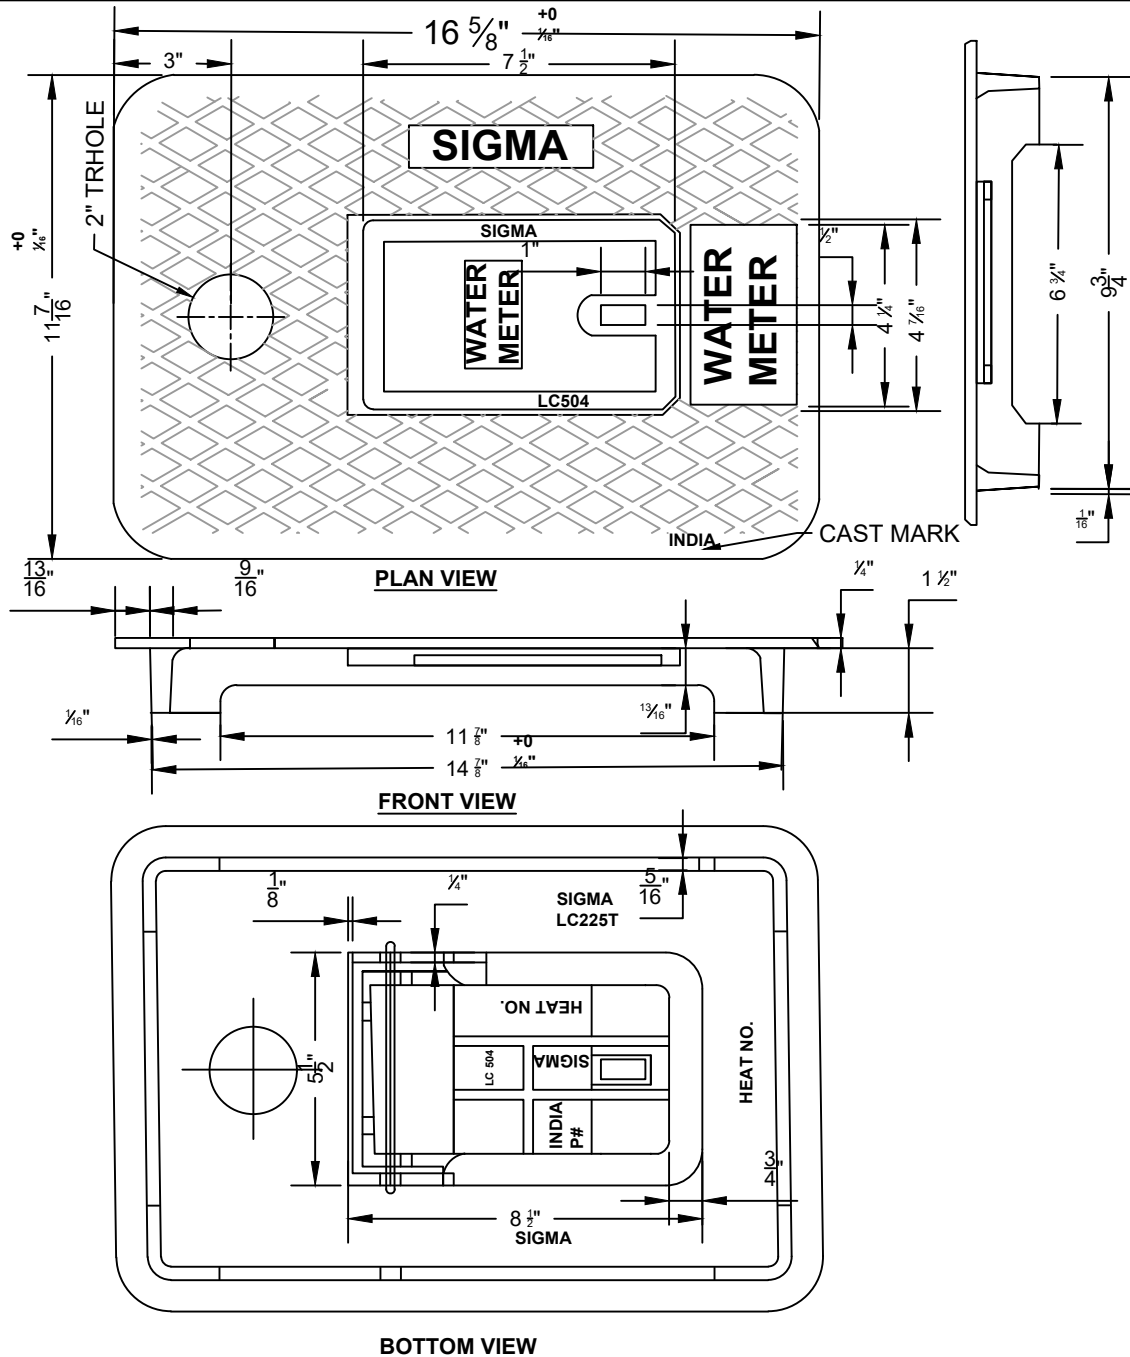 16 5/8" +0 1/16"
3"
7 1/2"
2" TRHOLE
SIGMA
+0 1/16"
11 7/16"
SIGMA
1"
WATER
METER
LC504
WATER
METER
1/2"
4 1/4"
4 7/16"
6 3/4"
9 3/4"
1/16"
INDIA
CAST MARK
PLAN VIEW
13/16"
9/16"
1/4"
1 1/2"
1/16"
13/16"
11 7/8"
14 7/8" +0 1/16"
FRONT VIEW
1/8"
1/4"
5/16"
SIGMA
LC225T
HEAT NO.
LC 504
SIGMA
INDIA
P#
HEAT NO.
5 1/2"
3/4"
8 1/2"
SIGMA
BOTTOM VIEW